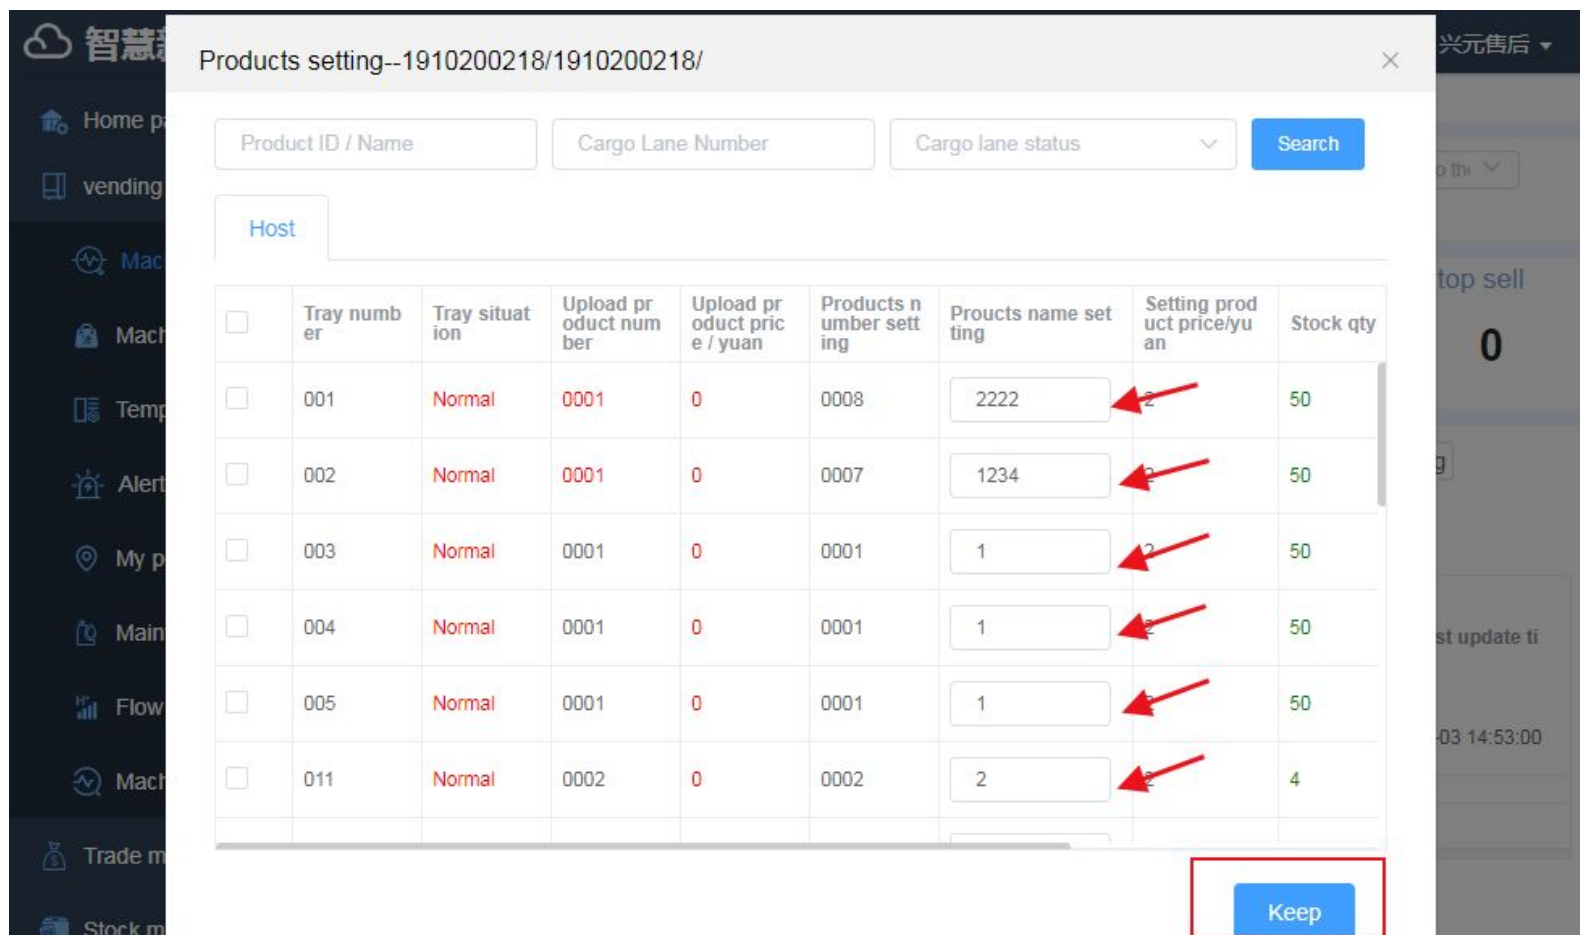 智慧
兴元售后
Products setting--1910200218/1910200218/
Home p
vending
Mac
Mach
Temp
Alert
My p
Main
Flow
Mach
Trade m
Stock m
Product ID / Name
Cargo Lane Number
Cargo lane status
Search
Host
Tray numb
er
Tray situat
ion
Upload pr
oduct num
ber
Upload pr
oduct pric
e / yuan
Products n
umber sett
ing
Proucts name set
ting
Setting prod
uct price/yu
an
Stock qty
001 Normal 0001 0 0008 2222 2 50
002 Normal 0001 0 0007 1234 2 50
003 Normal 0001 0 0001 1 2 50
004 Normal 0001 0 0001 1 2 50
005 Normal 0001 0 0001 1 2 50
011 Normal 0002 0 0002 2 2 4
Keep
top sell
0
st update ti
-03 14:53:00